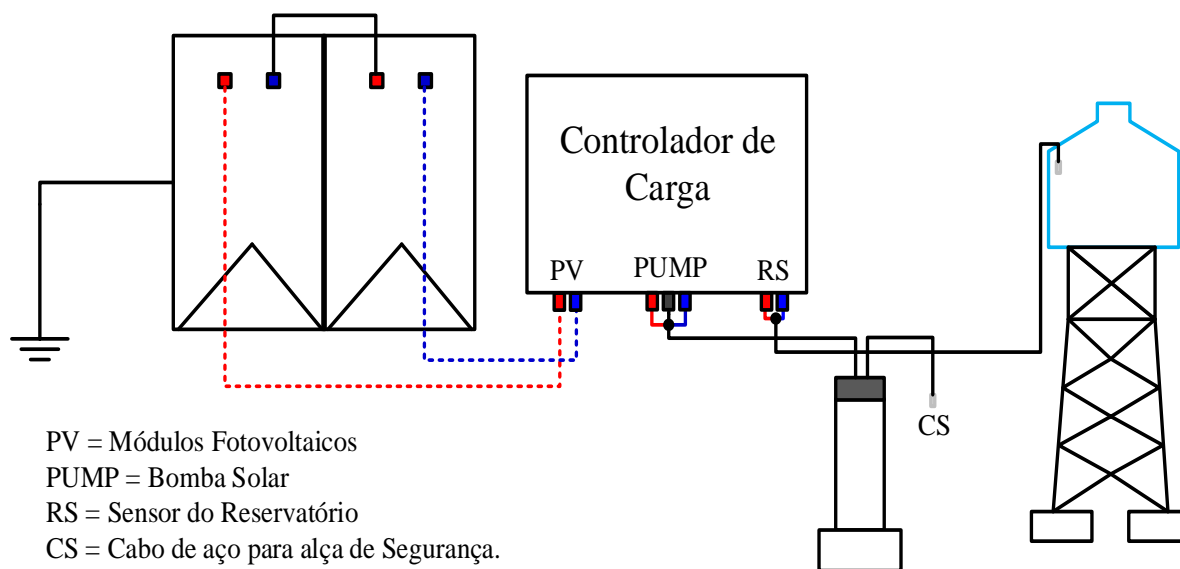 Controlador de
Carga
PV
PUMP
RS
CS
PV = Módulos Fotovoltaicos
PUMP = Bomba Solar
RS = Sensor do Reservatório
CS = Cabo de aço para alça de Segurança.